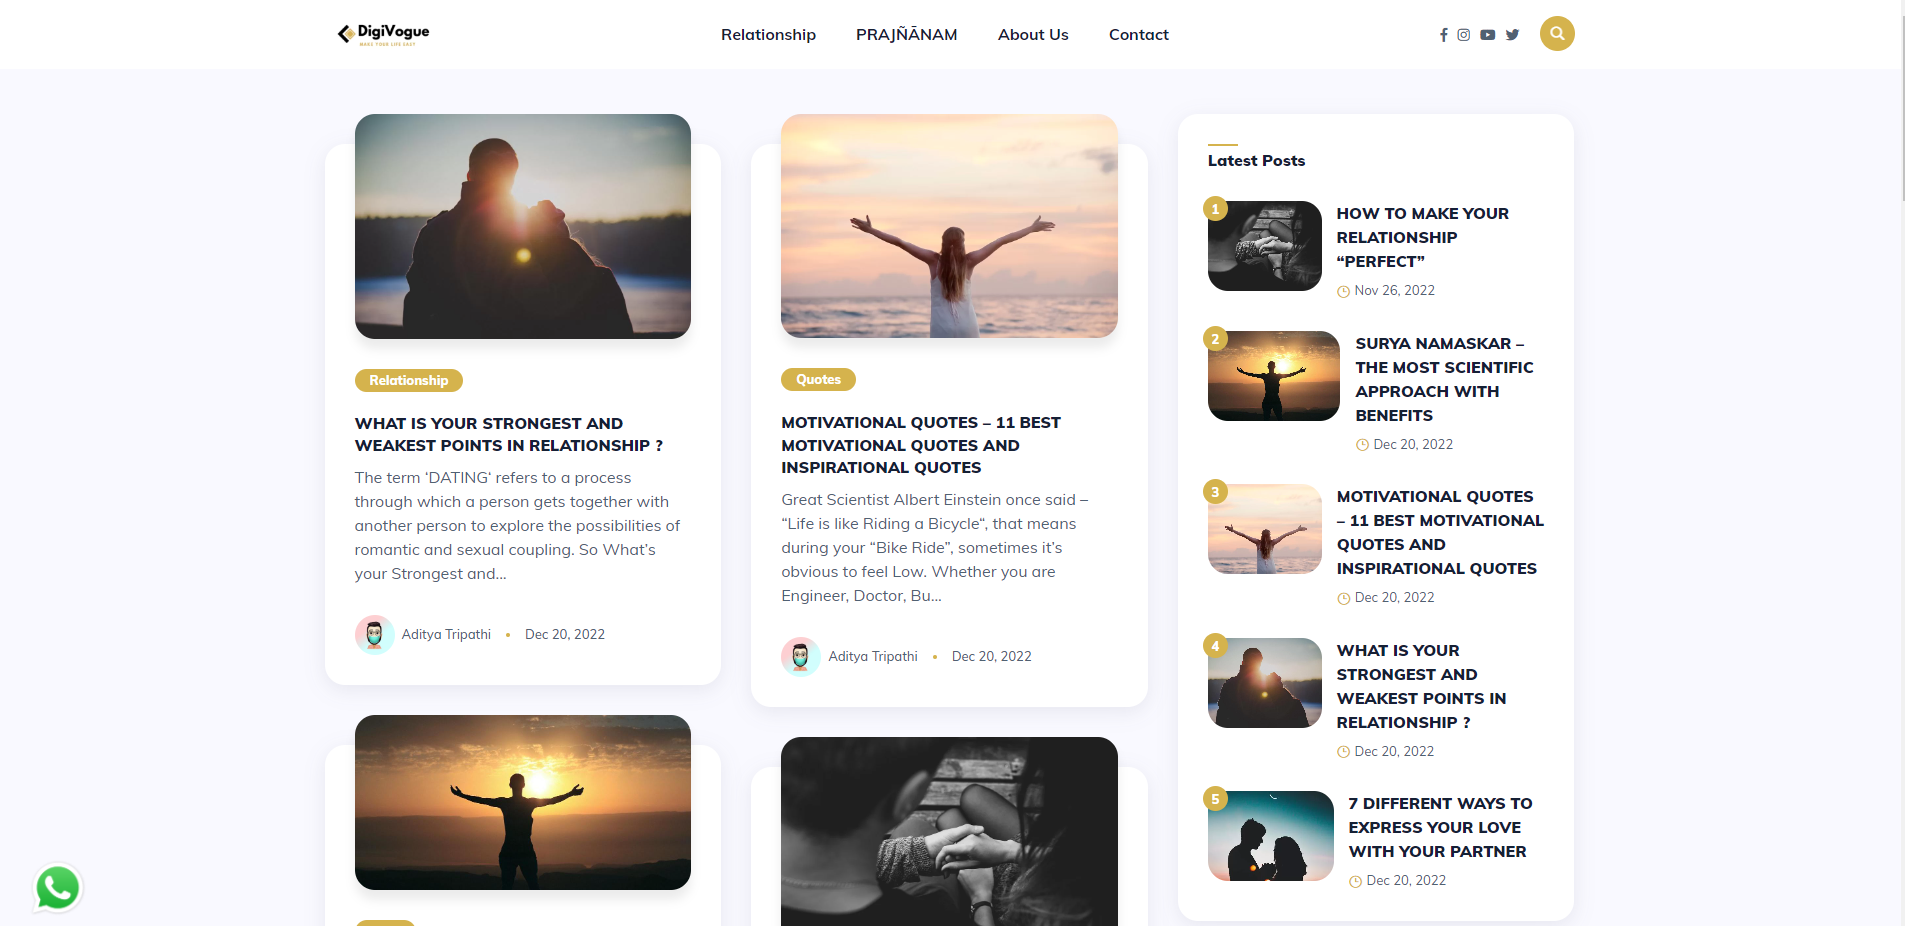 DigiVogue
MAKE YOUR LIFE EASY
Relationship
PRAJÑĀNAM
About Us
Contact
Relationship
WHAT IS YOUR STRONGEST AND
WEAKEST POINTS IN RELATIONSHIP ?
The term ‘DATING‘ refers to a process
through which a person gets together with
another person to explore the possibilities of
romantic and sexual coupling. So What’s
your Strongest and...
Aditya Tripathi • Dec 20, 2022
Quotes
MOTIVATIONAL QUOTES – 11 BEST
MOTIVATIONAL QUOTES AND
INSPIRATIONAL QUOTES
Great Scientist Albert Einstein once said –
“Life is like Riding a Bicycle“, that means
during your “Bike Ride”, sometimes it’s
obvious to feel Low. Whether you are
Engineer, Doctor, Bu...
Aditya Tripathi • Dec 20, 2022
Latest Posts
1
HOW TO MAKE YOUR
RELATIONSHIP
“PERFECT”
Nov 26, 2022
2
SURYA NAMASKAR –
THE MOST SCIENTIFIC
APPROACH WITH
BENEFITS
Dec 20, 2022
3
MOTIVATIONAL QUOTES
– 11 BEST MOTIVATIONAL
QUOTES AND
INSPIRATIONAL QUOTES
Dec 20, 2022
4
WHAT IS YOUR
STRONGEST AND
WEAKEST POINTS IN
RELATIONSHIP ?
Dec 20, 2022
5
7 DIFFERENT WAYS TO
EXPRESS YOUR LOVE
WITH YOUR PARTNER
Dec 20, 2022